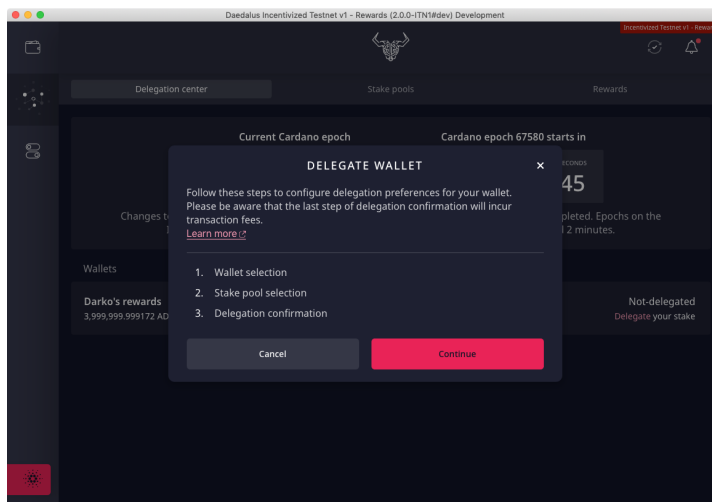 Daedalus Incentivized Testnet v1 - Rewards (2.0.0-ITN1#dev) Development
Incentivized Testnet v1 - Rewar
Delegation center
Stake pools
Rewards
Current Cardano epoch
Cardano epoch 67580 starts in
ECONDS
45
DELEGATE WALLET
Follow these steps to configure delegation preferences for your wallet.
Please be aware that the last step of delegation confirmation will incur
transaction fees.
Learn more
Changes t
pleted. Epochs on the
l 2 minutes.
1. Wallet selection
2. Stake pool selection
3. Delegation confirmation
Cancel
Continue
Wallets
Darko's rewards
3,999,999.999172 AD
Not-delegated
Delegate your stake